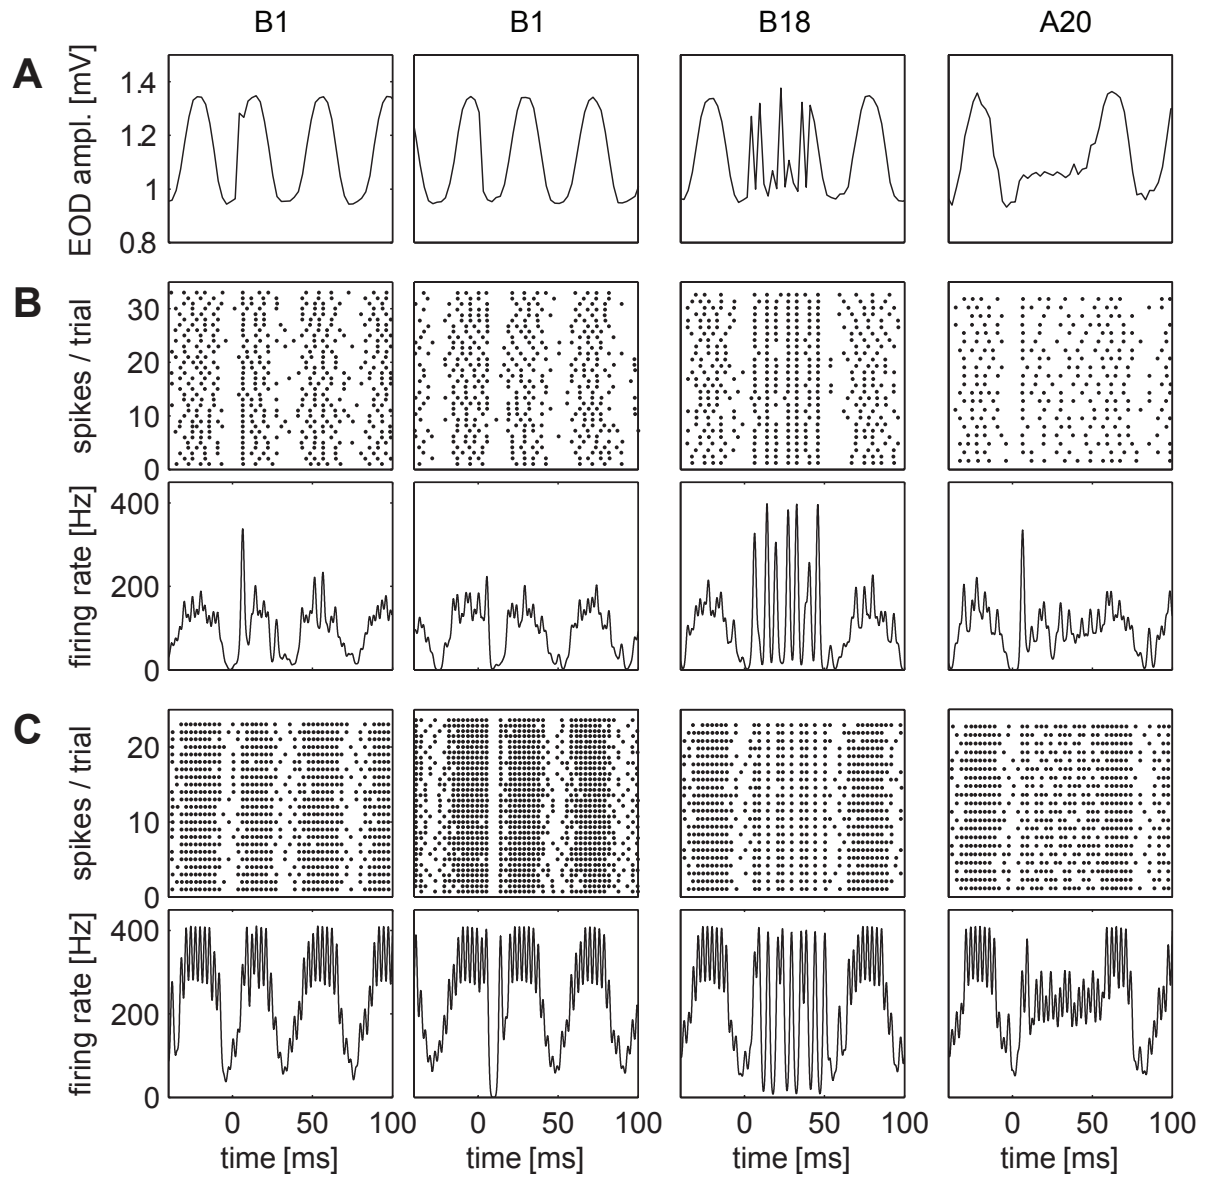 B1 B1 B18 A20
A
EOD ampl. [mV]
1.4
1.2
1
0.8
B
spikes / trial
30
20
10
0
firing rate [Hz]
400
200
0
C
spikes / trial
20
10
0
firing rate [Hz]
400
200
0
0 50 100 0 50 100 0 50 100 0 50 100
time [ms] time [ms] time [ms] time [ms]